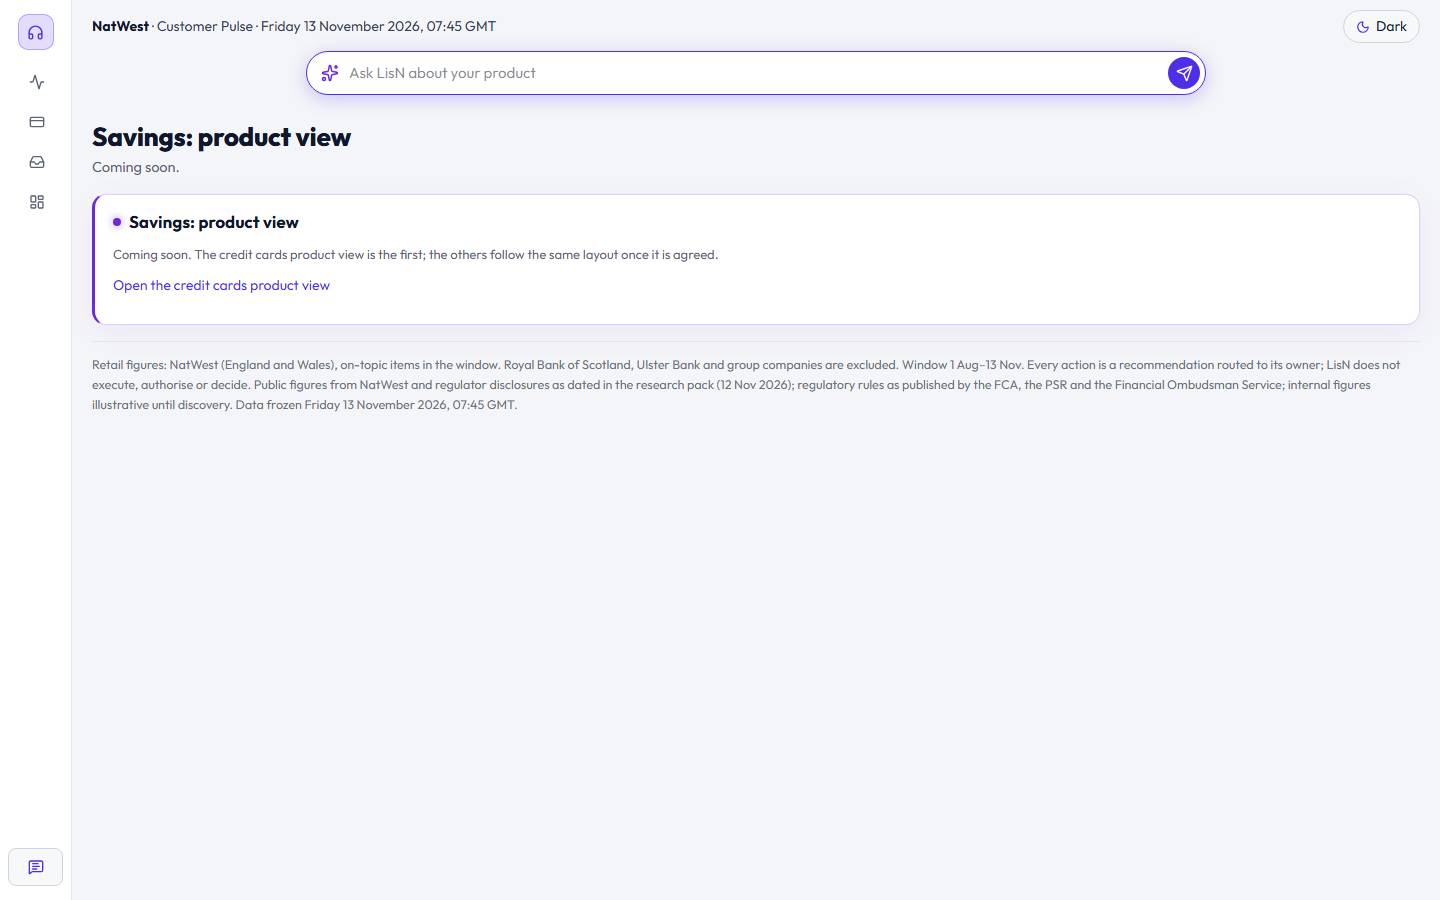 NatWest · Customer Pulse · Friday 13 November 2026, 07:45 GMT
Dark
Ask LisN about your product
Savings: product view
Coming soon.
Savings: product view
Coming soon. The credit cards product view is the first; the others follow the same layout once it is agreed.
Open the credit cards product view
Retail figures: NatWest (England and Wales), on-topic items in the window. Royal Bank of Scotland, Ulster Bank and group companies are excluded. Window 1 Aug–13 Nov. Every action is a recommendation routed to its owner; LisN does not
execute, authorise or decide. Public figures from NatWest and regulator disclosures as dated in the research pack (12 Nov 2026); regulatory rules as published by the FCA, the PSR and the Financial Ombudsman Service; internal figures
illustrative until discovery. Data frozen Friday 13 November 2026, 07:45 GMT.